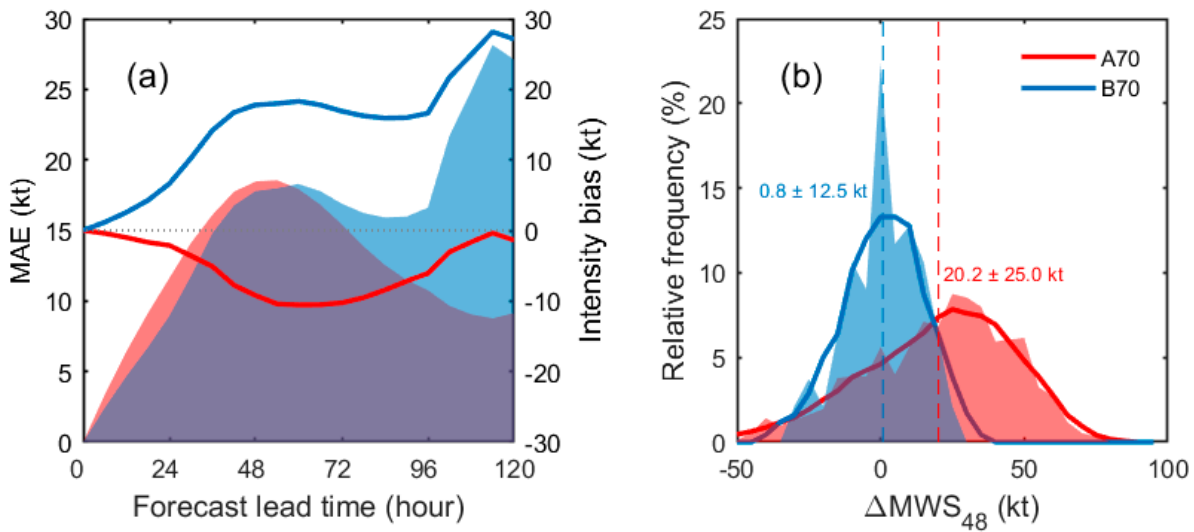 (a)
MAE (kt)
30
25
20
15
10
5
0
30
20
10
0
-10
-20
-30
Intensity bias (kt)
0 24 48 72 96 120
Forecast lead time (hour)
(b)
A70
B70
0.8 ± 12.5 kt
20.2 ± 25.0 kt
Relative frequency (%)
25
20
15
10
5
0
-50 0 50 100
ΔMWS48 (kt)